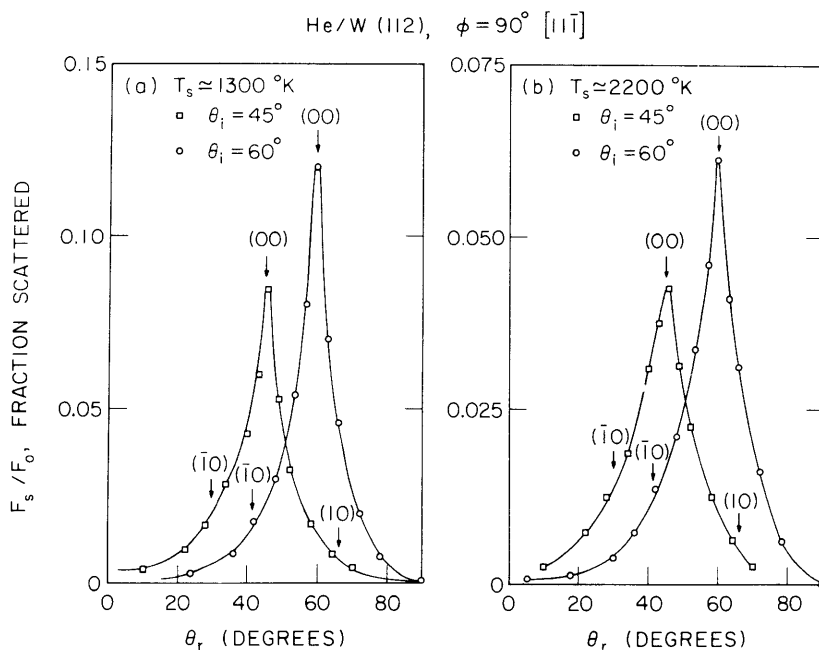 He/W (112), φ=90° [111̄]
F_s/F_o, FRACTION SCATTERED
0.15
0.10
0.05
0
(a) T_s≃1300 °K
□ θ_i = 45°
○ θ_i = 60°
(00)
(00)
(1̄0)
(1̄0)
(10)
0 20 40 60 80
θ_r (DEGREES)
0.075
0.050
0.025
0
(b) T_s≃2200 °K
□ θ_i = 45°
○ θ_i = 60°
(00)
(00)
(1̄0)
(1̄0)
(10)
0 20 40 60 80
θ_r (DEGREES)